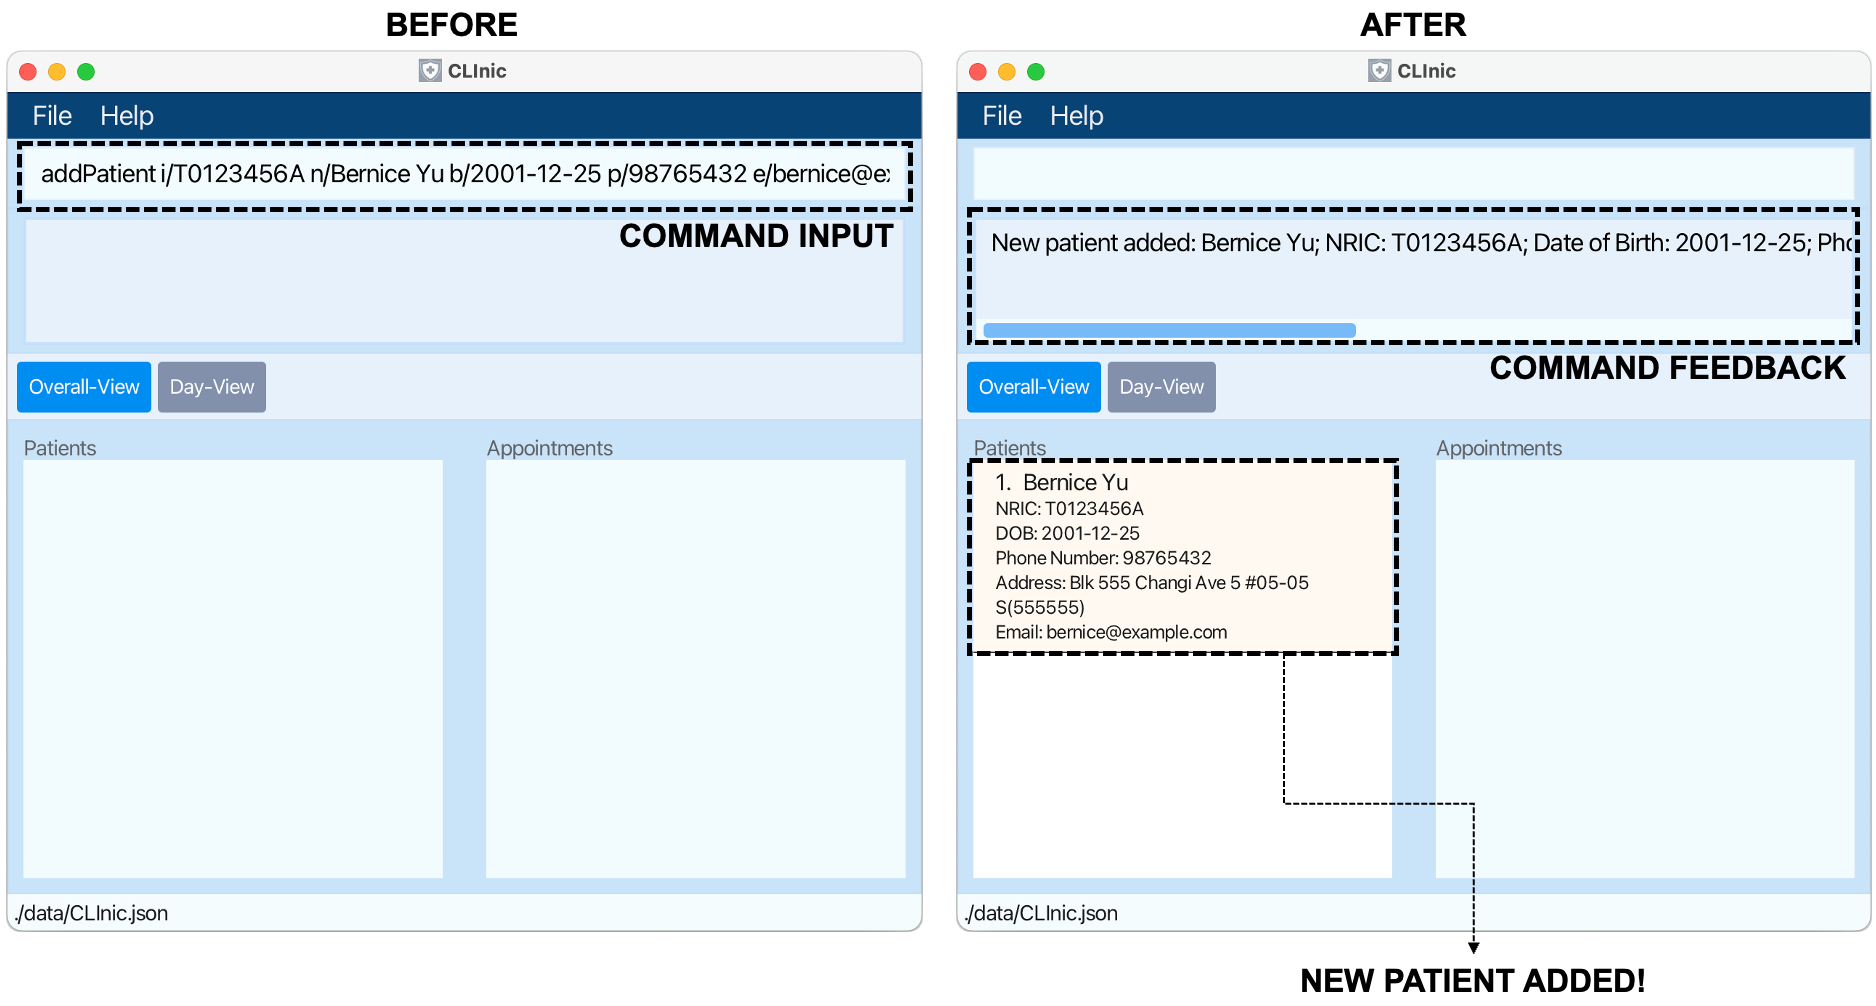 BEFORE
CLInic
File Help
addPatient i/T0123456A n/Bernice Yu b/2001-12-25 p/98765432 e/bernice@e
COMMAND INPUT
Overall-View Day-View
Patients Appointments
./data/CLInic.json
AFTER
CLInic
File Help
New patient added: Bernice Yu; NRIC: T0123456A; Date of Birth: 2001-12-25; Pho
COMMAND FEEDBACK
Overall-View Day-View
Patients Appointments
1. Bernice Yu
NRIC: T0123456A
DOB: 2001-12-25
Phone Number: 98765432
Address: Blk 555 Changi Ave 5 #05-05
S(555555)
Email: bernice@example.com
./data/CLInic.json
NEW PATIENT ADDED!